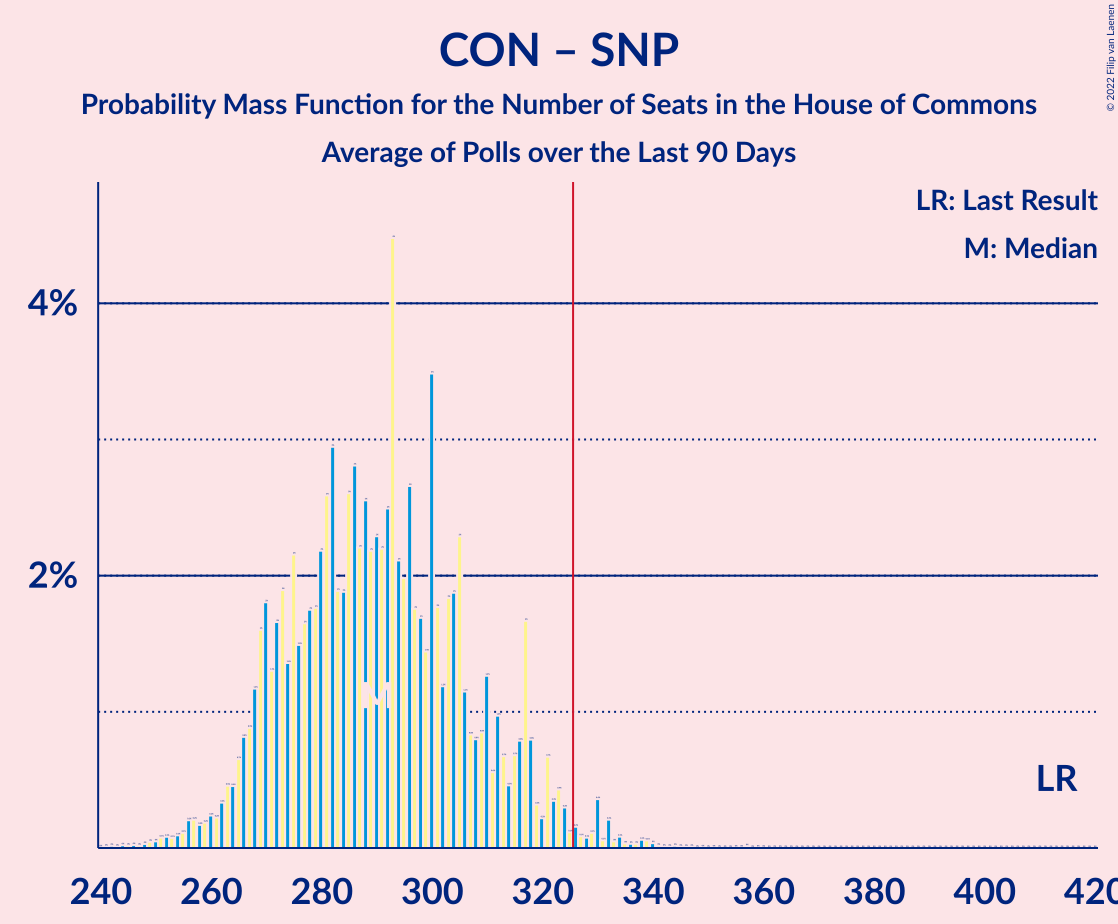 CON – SNP
Probability Mass Function for the Number of Seats in the House of Commons
Average of Polls over the Last 90 Days
© 2022 Filip van Laenen
LR: Last Result
M: Median
4%
2%
M
LR
240 260 280 300 320 340 360 380 400 420